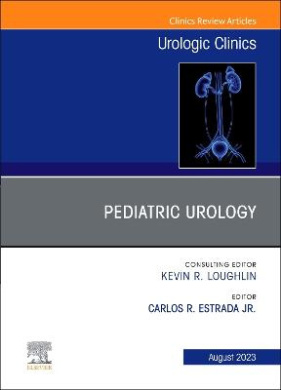 Clinics Review Articles
Urologic Clinics
PEDIATRIC UROLOGY
CONSULTING EDITOR
KEVIN R. LOUGHLIN
EDITOR
CARLOS R. ESTRADA JR.
ELSEVIER
August 2023